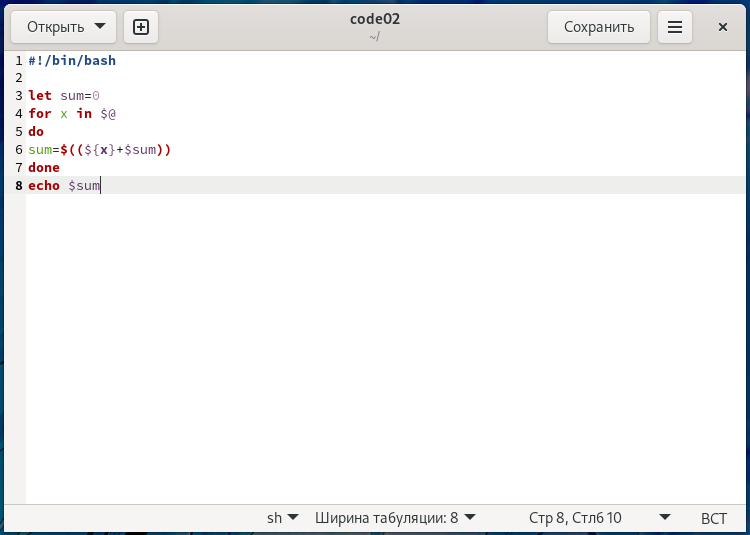 Открыть
code02
~/
Сохранить
1 #!/bin/bash
2
3 let sum=0
4 for x in $@
5 do
6 sum=$((${x}+$sum))
7 done
8 echo $sum
sh Ширина табуляции: 8 Стр 8, Стлб 10 ВСТ